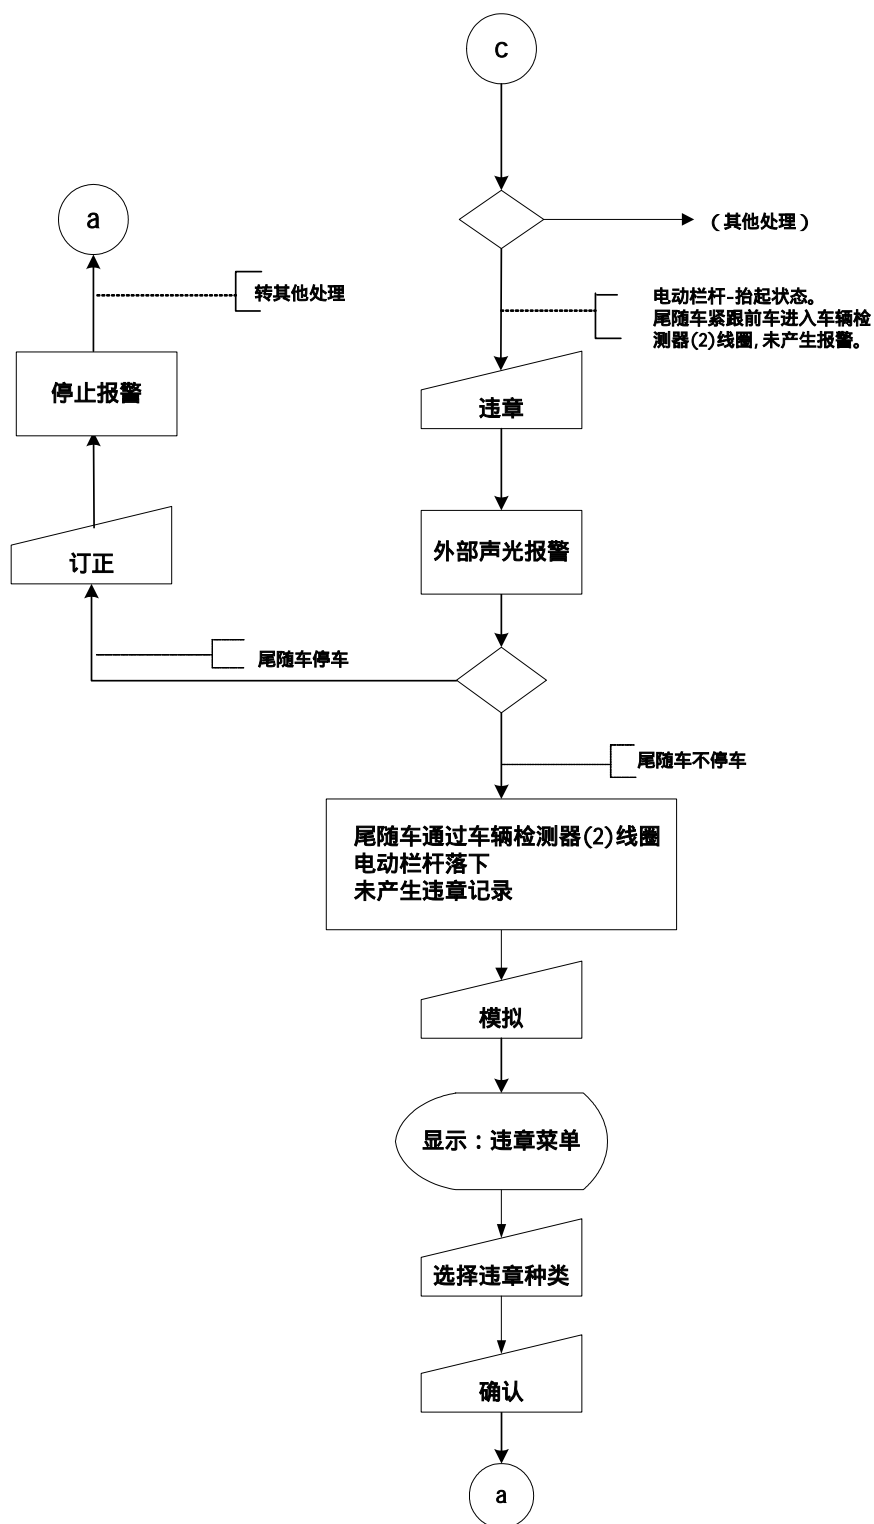 c
a
（其他处理）
转其他处理
电动栏杆-抬起状态。
尾随车紧跟前车进入车辆检
测器(2)线圈,未产生报警。
停止报警
违章
外部声光报警
订正
尾随车停车
尾随车不停车
尾随车通过车辆检测器(2)线圈
电动栏杆落下
未产生违章记录
模拟
显示：违章菜单
选择违章种类
确认
a